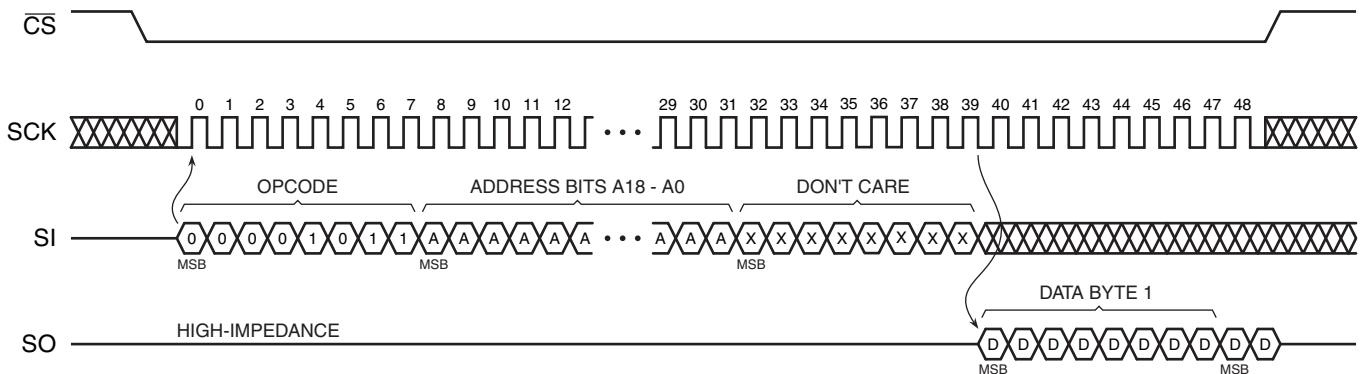 CS
0 1 2 3 4 5 6 7 8 9 10 11 12 29 30 31 32 33 34 35 36 37 38 39 40 41 42 43 44 45 46 47 48
SCK
OPCODE ADDRESS BITS A18 - A0 DON'T CARE
SI 0 0 0 0 1 0 1 1 A A A A A A A A A X X X X X X X X
MSB MSB MSB
DATA BYTE 1
HIGH-IMPEDANCE
SO D D D D D D D D D D
MSB MSB